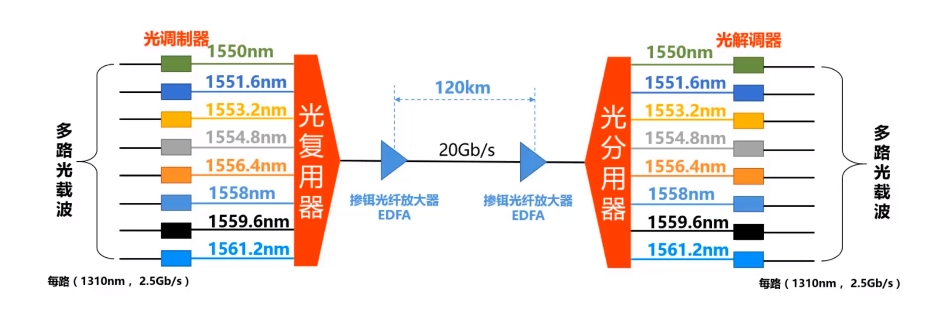 光调制器
1550nm
1551.6nm
1553.2nm
1554.8nm
1556.4nm
1558nm
1559.6nm
1561.2nm
多路光载波
每路（1310nm， 2.5Gb/s）
光复用器
120km
20Gb/s
掺铒光纤放大器
EDFA
掺铒光纤放大器
EDFA
光分用器
光解调器
1550nm
1551.6nm
1553.2nm
1554.8nm
1556.4nm
1558nm
1559.6nm
1561.2nm
多路光载波
每路（1310nm， 2.5Gb/s）